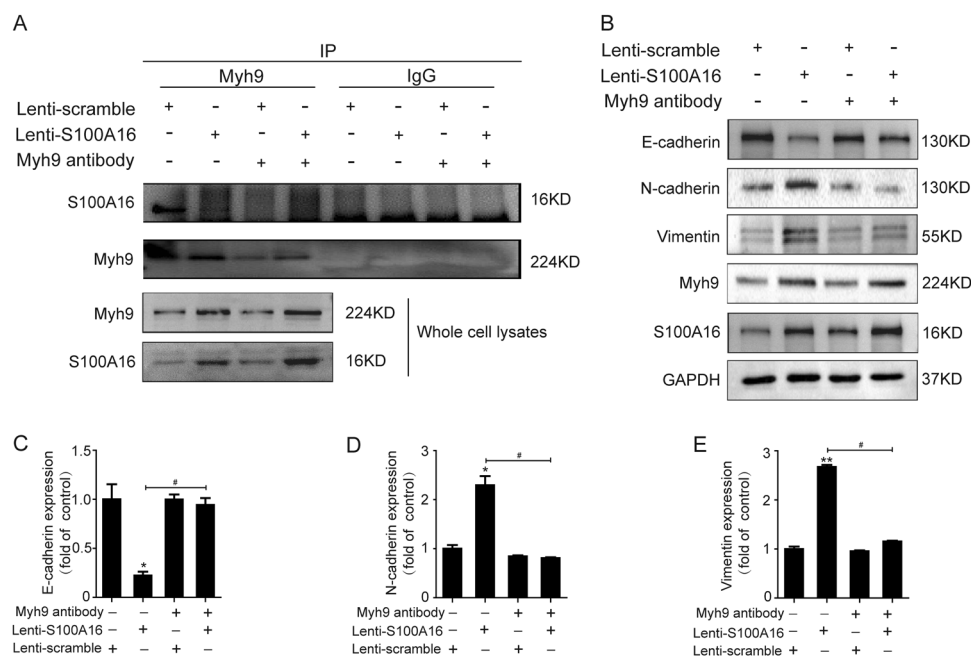 A
IP
Myh9 IgG
Lenti-scramble + - + - + - + -
Lenti-S100A16 - + - + - + - +
Myh9 antibody - - + + - - + +
S100A16 16KD
Myh9 224KD
Myh9 224KD
S100A16 16KD
Whole cell lysates
B
Lenti-scramble + - + -
Lenti-S100A16 - + - +
Myh9 antibody - - + +
E-cadherin 130KD
N-cadherin 130KD
Vimentin 55KD
Myh9 224KD
S100A16 16KD
GAPDH 37KD
C
E-cadherin expression
(fold of control)
1.5
1.0
0.5
0
*
#
Myh9 antibody - - + +
Lenti-S100A16 - + - +
Lenti-scramble + - + -
D
N-cadherin expression
(fold of control)
3
2
1
0
*
#
Myh9 antibody - - + +
Lenti-S100A16 - + - +
Lenti-scramble + - + -
E
Vimentin expression
(fold of control)
3
2
1
0
**
#
Myh9 antibody - - + +
Lenti-S100A16 - + - +
Lenti-scramble + - + -